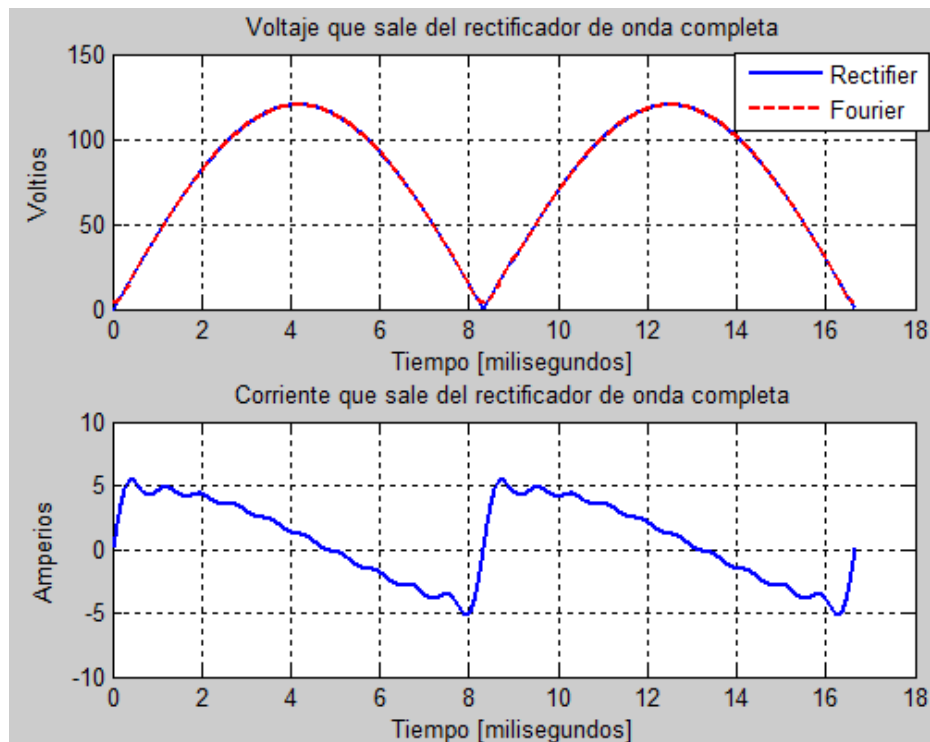 Voltaje que sale del rectificador de onda completa
150
100
50
0
Voltios
Rectifier
Fourier
0 2 4 6 8 10 12 14 16 18
Tiempo [milisegundos]
Corriente que sale del rectificador de onda completa
10
5
0
-5
-10
Amperios
0 2 4 6 8 10 12 14 16 18
Tiempo [milisegundos]